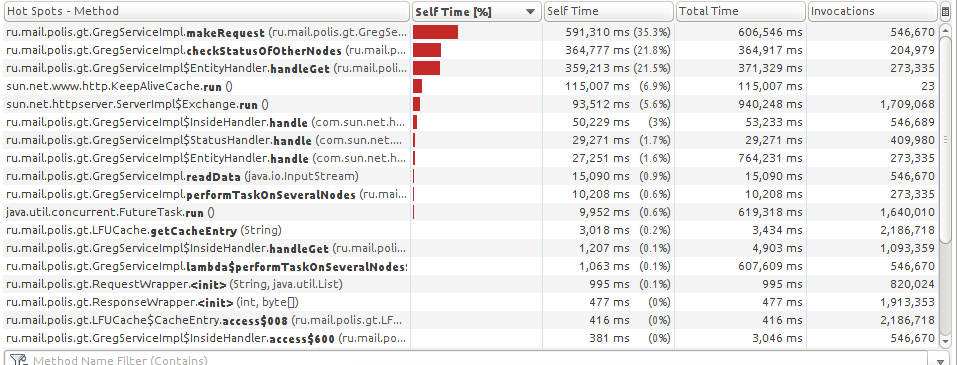 Hot Spots - Method Self Time [%] Self Time Total Time Invocations
ru.mail.polis.gt.GregServiceImpl.makeRequest (ru.mail.polis.gt.GregSe... 591,310 ms (35.3%) 606,546 ms 546,670
ru.mail.polis.gt.GregServiceImpl.checkStatusOfOtherNodes (ru.mail.p... 364,777 ms (21.8%) 364,917 ms 204,979
ru.mail.polis.gt.GregServiceImpl$EntityHandler.handleGet (ru.mail.poli... 359,213 ms (21.5%) 371,329 ms 273,335
sun.net.www.http.KeepAliveCache.run () 115,007 ms (6.9%) 115,007 ms 23
sun.net.httpserver.ServerImpl$Exchange.run () 93,512 ms (5.6%) 940,248 ms 1,709,068
ru.mail.polis.gt.GregServiceImpl$InsideHandler.handle (com.sun.net.h... 50,229 ms (3%) 53,233 ms 546,689
ru.mail.polis.gt.GregServiceImpl$StatusHandler.handle (com.sun.net.... 29,271 ms (1.7%) 29,271 ms 409,980
ru.mail.polis.gt.GregServiceImpl$EntityHandler.handle (com.sun.net.... 27,251 ms (1.6%) 764,231 ms 273,335
ru.mail.polis.gt.GregServiceImpl.readData (java.io.InputStream) 15,090 ms (0.9%) 15,090 ms 546,670
ru.mail.polis.gt.GregServiceImpl.performTaskOnSeveralNodes (ru.mai... 10,208 ms (0.6%) 10,208 ms 273,335
java.util.concurrent.FutureTask.run () 9,952 ms (0.6%) 619,318 ms 1,640,010
ru.mail.polis.gt.LFUCache.getCacheEntry (String) 3,018 ms (0.2%) 3,434 ms 2,186,718
ru.mail.polis.gt.GregServiceImpl$InsideHandler.handleGet (ru.mail.poli... 1,207 ms (0.1%) 4,903 ms 1,093,359
ru.mail.polis.gt.GregServiceImpl.lambda$performTaskOnSeveralNodes: 1,063 ms (0.1%) 607,609 ms 546,670
ru.mail.polis.gt.RequestWrapper.<init> (String, java.util.List) 995 ms (0.1%) 995 ms 820,024
ru.mail.polis.gt.ResponseWrapper.<init> (int, byte[]) 477 ms (0%) 477 ms 1,913,353
ru.mail.polis.gt.LFUCache$CacheEntry.access$008 (ru.mail.polis.gt.LF... 416 ms (0%) 416 ms 2,186,718
ru.mail.polis.gt.GregServiceImpl$InsideHandler.access$600 (ru.mail.po... 381 ms (0%) 3,046 ms 546,670
Method Name Filter (Contains)